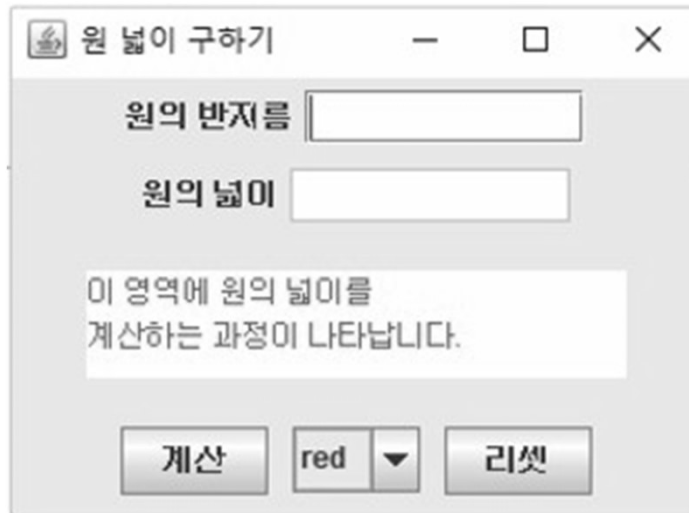 원 넓이 구하기
원의 반지름
원의 넓이
이 영역에 원의 넓이를
계산하는 과정이 나타납니다.
계산 red 리셋